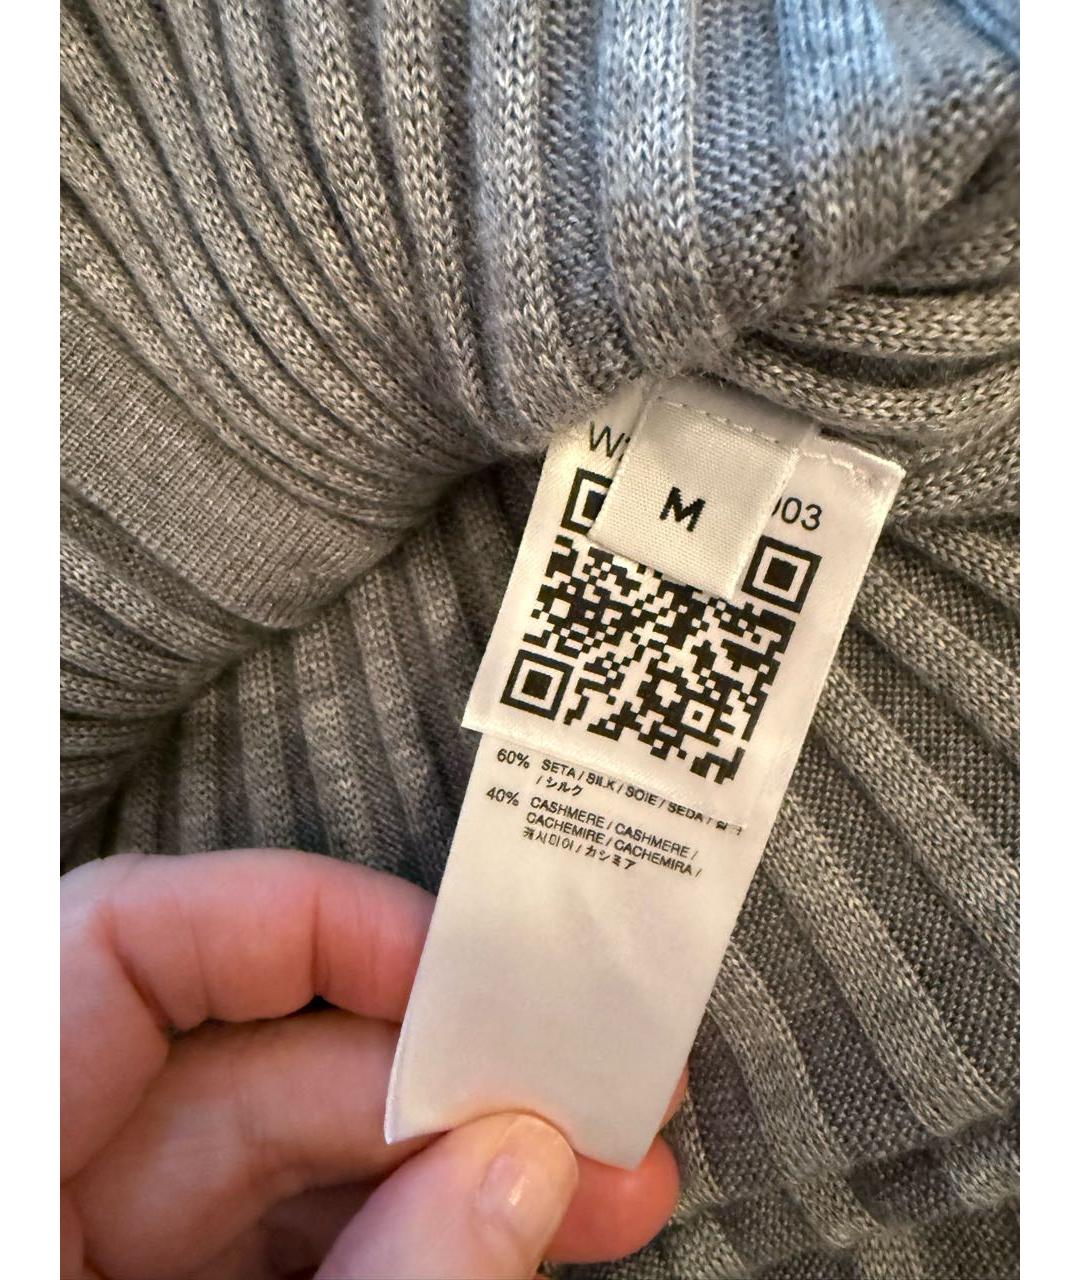 M
003
60% SETA / SILK / SOIE / SEDA /
/ シルク
40% CASHMERE / CASHMERE /
CACHEMIRE / CACHEMIRA /
캐시미어 / カシミア